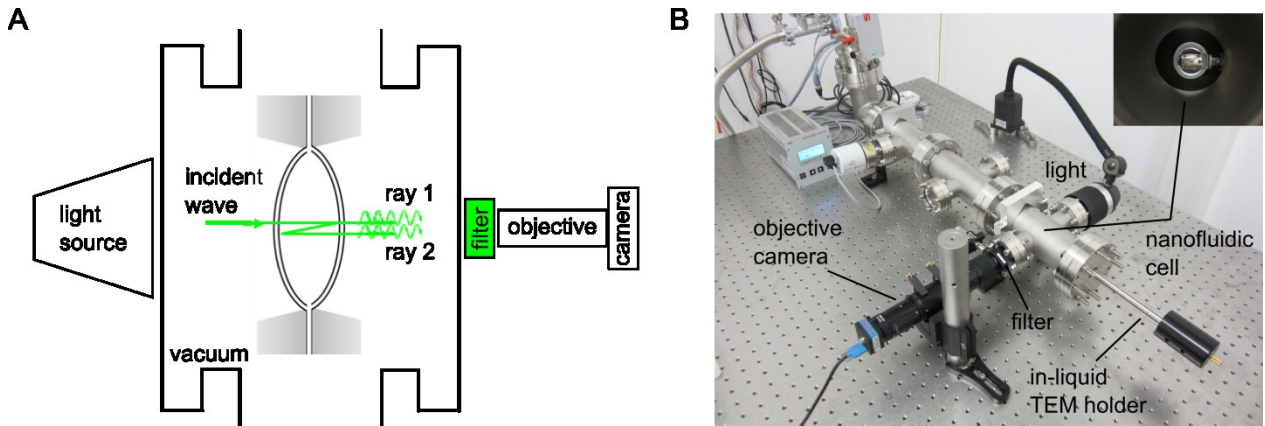 A
light
source
incident
wave
ray 1
ray 2
vacuum
filter
objective
camera
B
light
objective
camera
nanofluidic
cell
filter
in-liquid
TEM holder